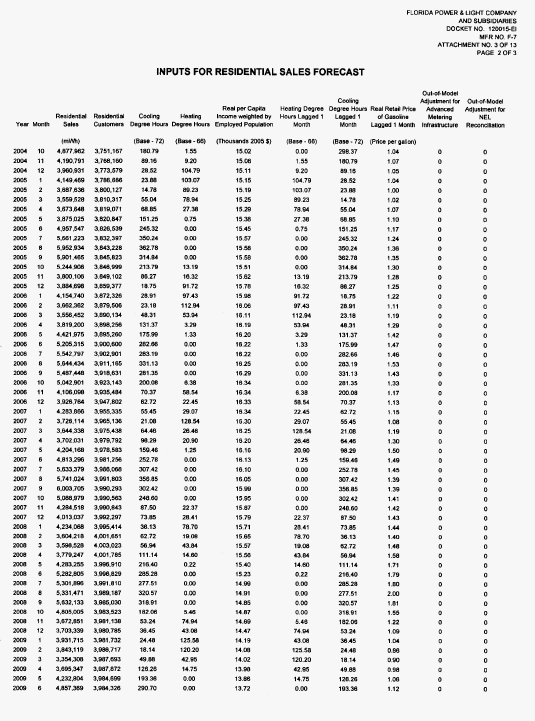 FLORIDA POWER & LIGHT COMPANY
AND SUBSIDIARIES
DOCKET NO. 120015-EI
MFR NO. F-7
ATTACHMENT NO. 3 OF 13
PAGE 2 OF 3
INPUTS FOR RESIDENTIAL SALES FORECAST
Year Month Residential Sales Residential Customers Cooling Degree Hours Heating Degree Hours Real per Capita Income weighted by Employed Population Heating Degree Hours Lagged 1 Month Cooling Degree Hours Lagged 1 Month Real Retail Price of Gasoline Lagged 1 Month Out-of-Model Adjustment for Advanced Metering Infrastructure Out-of-Model Adjustment for NEL Reconciliation
(mWh) (Base - 72) (Base - 66) (Thousands 2005 $) (Base - 66) (Base - 72) (Price per gallon)
2004 10 4,877,962 3,751,167 180.79 1.55 15.02 0.00 298.37 1.04 0 0
2004 11 4,190,791 3,768,160 89.16 9.20 15.08 1.55 180.79 1.07 0 0
2004 12 3,960,931 3,773,579 28.52 104.79 15.11 9.20 89.16 1.05 0 0
2005 1 4,149,469 3,786,886 23.88 103.07 15.15 104.79 28.52 1.04 0 0
2005 2 3,687,636 3,800,127 14.78 89.23 15.19 103.07 23.88 1.00 0 0
2005 3 3,559,528 3,810,317 55.04 78.94 15.25 89.23 14.78 1.02 0 0
2005 4 3,673,648 3,819,071 68.85 27.38 15.29 78.94 55.04 1.07 0 0
2005 5 3,875,025 3,820,847 151.25 0.75 15.38 27.38 68.85 1.10 0 0
2005 6 4,957,547 3,826,539 245.32 0.00 15.45 0.75 151.25 1.17 0 0
2005 7 5,661,223 3,832,397 350.24 0.00 15.57 0.00 245.32 1.24 0 0
2005 8 5,952,934 3,843,228 362.78 0.00 15.58 0.00 350.24 1.36 0 0
2005 9 5,901,465 3,845,823 314.84 0.00 15.58 0.00 362.78 1.35 0 0
2005 10 5,244,906 3,846,999 213.79 13.19 15.51 0.00 314.84 1.30 0 0
2005 11 3,800,106 3,849,102 86.27 16.32 15.62 13.19 213.79 1.28 0 0
2005 12 3,884,698 3,859,377 18.75 91.72 15.78 16.32 86.27 1.25 0 0
2006 1 4,154,740 3,872,326 28.91 97.43 15.98 91.72 18.75 1.22 0 0
2006 2 3,662,362 3,879,506 23.18 112.94 16.06 97.43 28.91 1.11 0 0
2006 3 3,556,452 3,890,134 48.31 53.94 16.11 112.94 23.18 1.19 0 0
2006 4 3,819,200 3,898,256 131.37 3.29 16.19 53.94 48.31 1.29 0 0
2006 5 4,421,975 3,895,260 175.99 1.33 16.20 3.29 131.37 1.42 0 0
2006 6 5,205,315 3,900,600 282.66 0.00 16.22 1.33 175.99 1.47 0 0
2006 7 5,542,797 3,902,901 283.19 0.00 16.22 0.00 282.66 1.46 0 0
2006 8 5,644,434 3,911,165 331.13 0.00 16.25 0.00 283.19 1.53 0 0
2006 9 5,487,448 3,918,631 281.35 0.00 16.29 0.00 331.13 1.43 0 0
2006 10 5,042,901 3,923,143 200.08 6.38 16.34 0.00 281.35 1.33 0 0
2006 11 4,106,098 3,935,484 70.37 58.54 16.34 6.38 200.08 1.17 0 0
2006 12 3,926,764 3,947,802 62.72 22.45 16.33 58.54 70.37 1.13 0 0
2007 1 4,283,866 3,955,335 55.45 29.07 16.34 22.45 62.72 1.15 0 0
2007 2 3,726,114 3,965,136 21.08 128.54 16.30 29.07 55.45 1.08 0 0
2007 3 3,644,338 3,975,438 64.46 26.46 16.25 128.54 21.08 1.19 0 0
2007 4 3,702,031 3,979,792 98.29 20.90 16.20 26.46 64.46 1.30 0 0
2007 5 4,204,168 3,978,583 159.46 1.25 16.16 20.90 98.29 1.50 0 0
2007 6 4,813,296 3,981,256 252.78 0.00 16.13 1.25 159.46 1.49 0 0
2007 7 5,633,379 3,986,068 307.42 0.00 16.10 0.00 252.78 1.45 0 0
2007 8 5,741,024 3,991,803 356.85 0.00 16.05 0.00 307.42 1.39 0 0
2007 9 6,003,705 3,990,293 302.42 0.00 15.99 0.00 356.85 1.39 0 0
2007 10 5,088,979 3,990,563 248.60 0.00 15.95 0.00 302.42 1.41 0 0
2007 11 4,284,518 3,990,843 87.50 22.37 15.87 0.00 248.60 1.42 0 0
2007 12 4,013,037 3,992,297 73.85 28.41 15.79 22.37 87.50 1.43 0 0
2008 1 4,234,068 3,995,414 36.13 78.70 15.71 28.41 73.85 1.44 0 0
2008 2 3,604,218 4,001,651 62.72 19.08 15.65 78.70 36.13 1.40 0 0
2008 3 3,596,528 4,003,023 56.94 43.84 15.57 19.08 62.72 1.46 0 0
2008 4 3,779,247 4,001,785 111.14 14.60 15.56 43.84 56.94 1.58 0 0
2008 5 4,283,255 3,996,910 216.40 0.22 15.40 14.60 111.14 1.71 0 0
2008 6 5,282,805 3,996,829 285.28 0.00 15.23 0.22 216.40 1.79 0 0
2008 7 5,301,896 3,991,810 277.51 0.00 14.99 0.00 285.28 1.80 0 0
2008 8 5,331,471 3,989,187 320.57 0.00 14.91 0.00 277.51 2.00 0 0
2008 9 5,632,133 3,985,030 318.91 0.00 14.85 0.00 320.57 1.81 0 0
2008 10 4,805,005 3,983,522 182.06 5.46 14.87 0.00 318.91 1.55 0 0
2008 11 3,672,851 3,981,138 53.23 74.94 14.77 5.46 182.06 1.22 0 0
2008 12 3,703,339 3,980,785 36.45 43.08 14.69 74.94 53.23 1.09 0 0
2009 1 3,931,715 3,981,732 24.48 125.58 14.19 43.08 36.45 1.04 0 0
2009 2 3,843,119 3,986,717 18.14 120.20 14.08 125.58 24.48 0.86 0 0
2009 3 3,354,308 3,987,693 49.88 42.95 14.02 120.20 18.14 0.90 0 0
2009 4 3,695,347 3,987,872 126.26 14.75 13.98 42.95 49.88 0.98 0 0
2009 5 4,232,804 3,984,699 193.36 0.00 13.86 14.75 126.26 1.06 0 0
2009 6 4,857,369 3,984,326 290.70 0.00 13.72 0.00 193.36 1.12 0 0